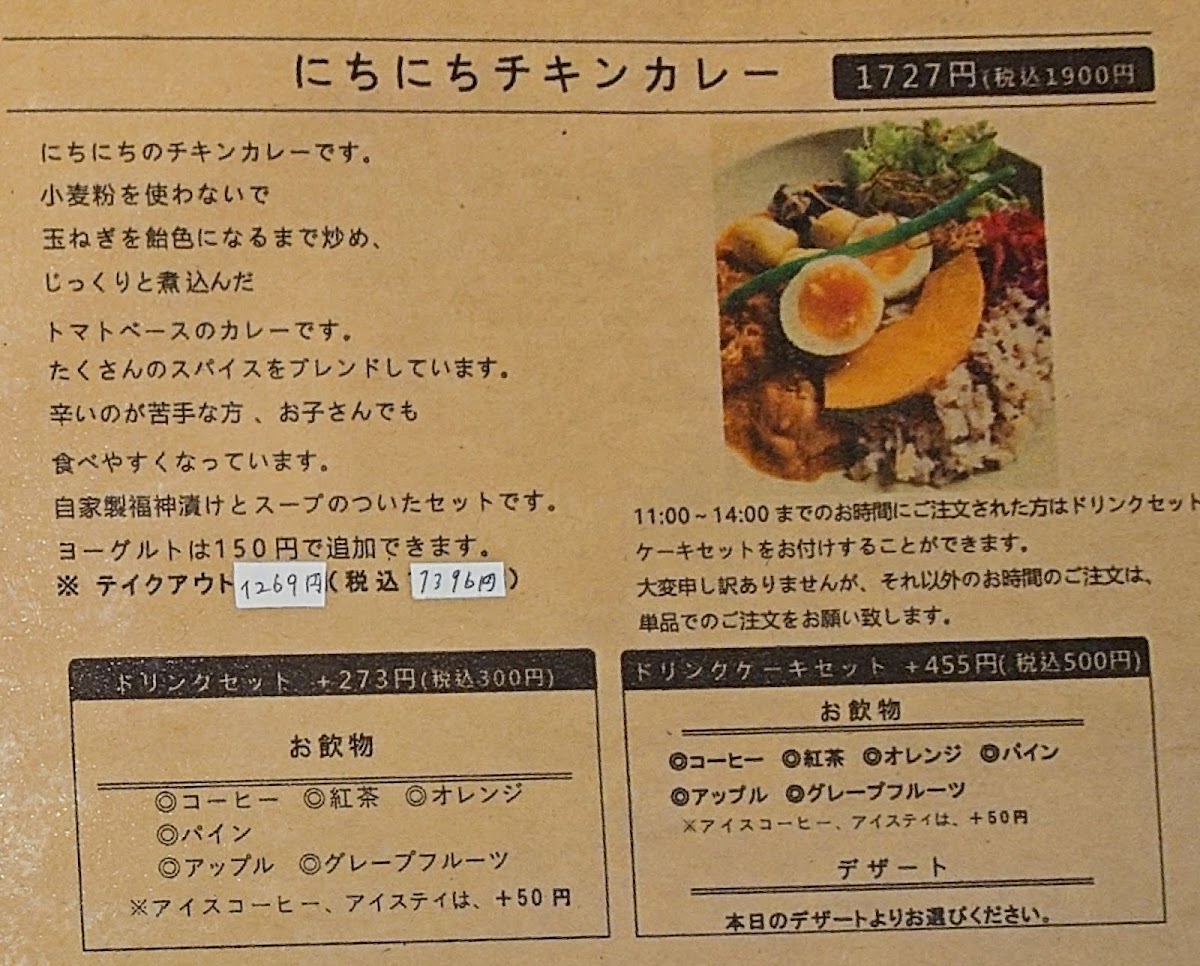 にちにちチキンカレー 1727円(税込1900円
にちにちのチキンカレーです。
小麦粉を使わないで
玉ねぎを飴色になるまで炒め、
じっくりと煮込んだ
トマトベースのカレーです。
たくさんのスパイスをブレンドしています。
辛いのが苦手な方、お子さんでも
食べやすくなっています。
自家製福神漬けとスープのついたセットです。
ヨーグルトは150円で追加できます。
※ テイクアウト1269円(税込 1396円)
11:00~14:00までのお時間にご注文された方はドリンクセット
ケーキセットをお付けすることができます。
大変申し訳ありませんが、それ以外のお時間のご注文は、
単品でのご注文をお願い致します。
ドリンクセット +273円(税込300円)
お飲物
◎コーヒー ◎紅茶 ◎オレンジ
◎パイン
◎アップル ◎グレープフルーツ
※アイスコーヒー、アイスティは、+50円
ドリンクケーキセット +455円(税込500円)
お飲物
◎コーヒー ◎紅茶 ◎オレンジ ◎パイン
◎アップル ◎グレープフルーツ
※アイスコーヒー、アイスティは、+50円
デザート
本日のデザートよりお選びください。